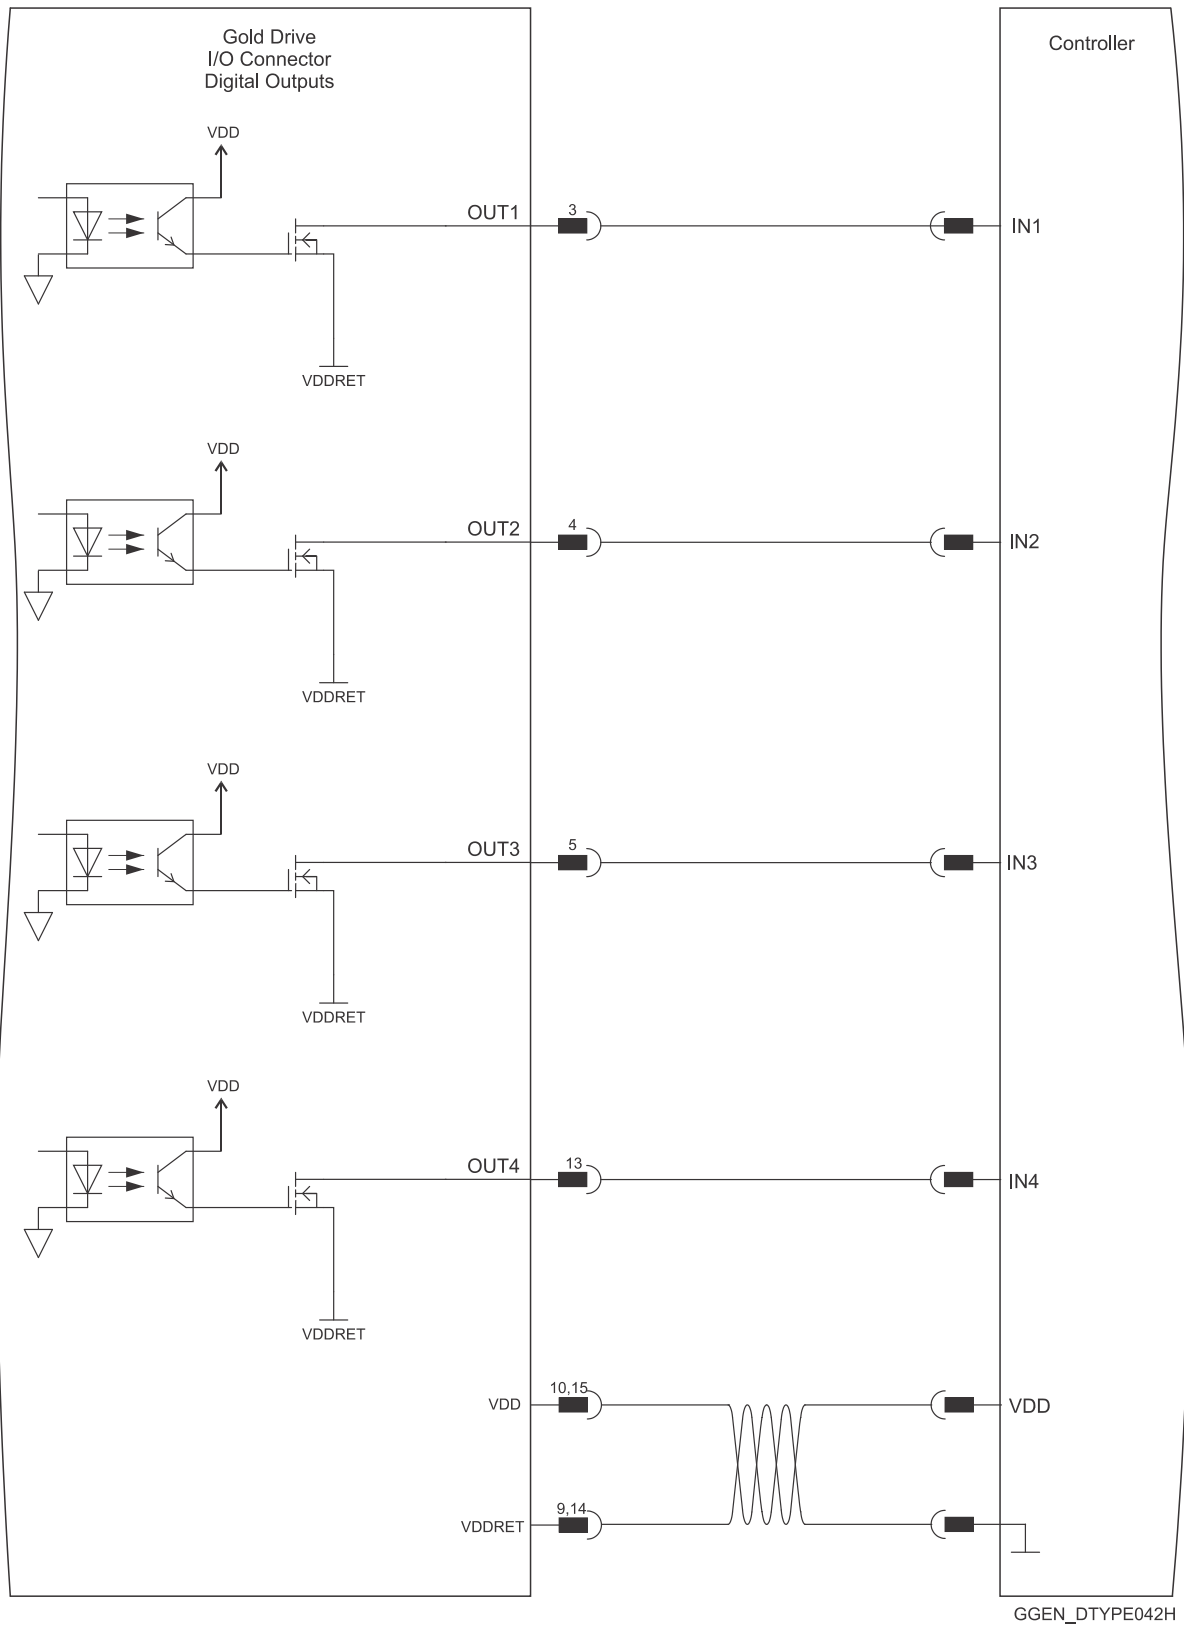 Gold Drive
I/O Connector
Digital Outputs
Controller
VDD
OUT1
3
IN1
VDDRET
VDD
OUT2
4
IN2
VDDRET
VDD
OUT3
5
IN3
VDDRET
VDD
OUT4
13
IN4
VDDRET
VDD
10,15
VDD
VDDRET
9,14
GGEN_DTYPE042H